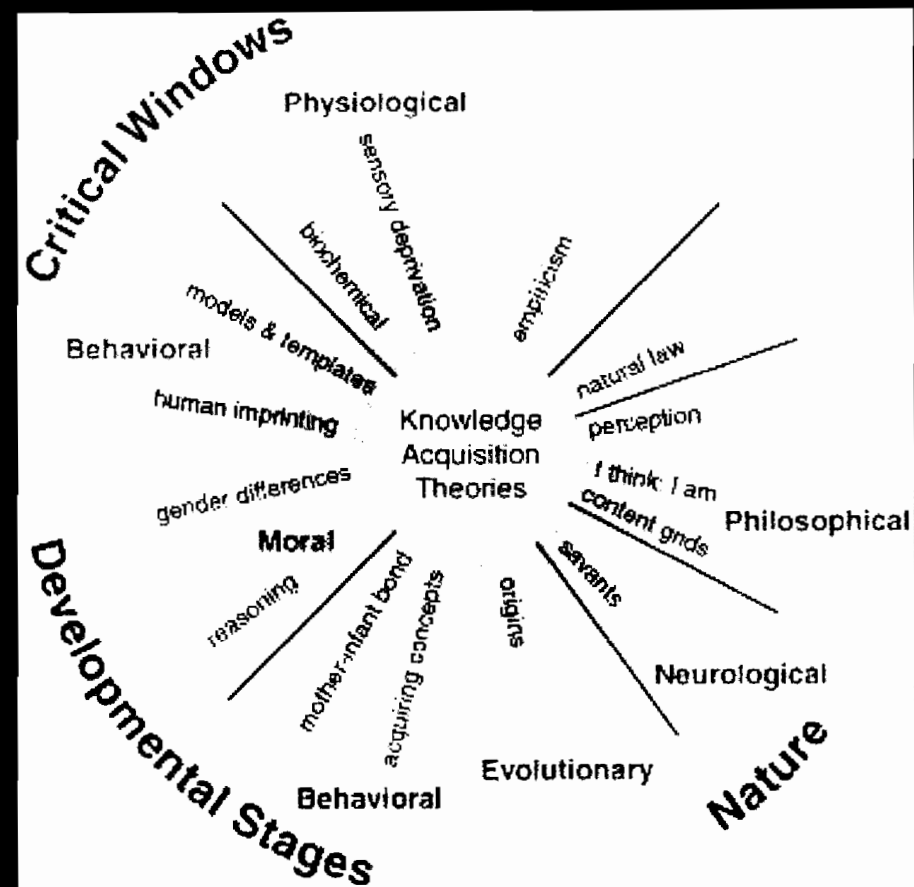 Critical Windows
Physiological
sensory deprivation
biochemical
empiricism
models & templates
Behavioral
human imprinting
natural law
perception
Knowledge
Acquisition
Theories
I think: I am
content grids
Philosophical
gender differences
Moral
reasoning
savants
origins
mother-infant bond
acquiring concepts
Neurological
Evolutionary
Behavioral
Nature
Developmental Stages